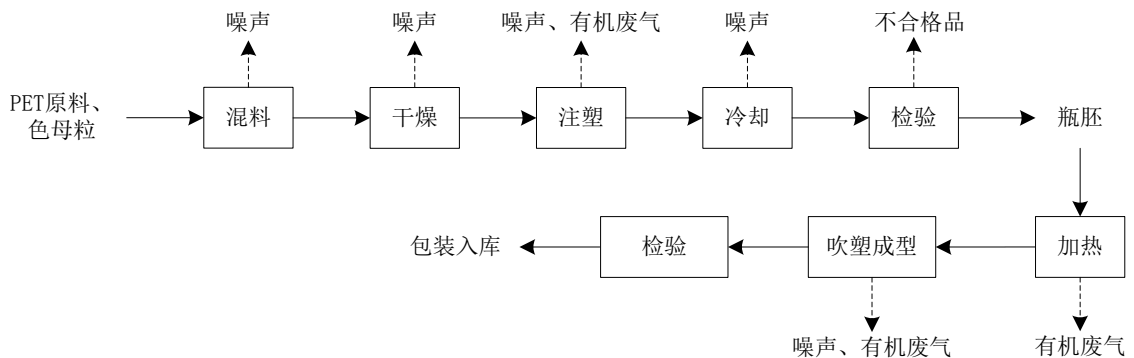 噪声
噪声
噪声、有机废气
噪声
不合格品
PET原料、
色母粒
混料
干燥
注塑
冷却
检验
瓶胚
包装入库
检验
吹塑成型
加热
噪声、有机废气
有机废气